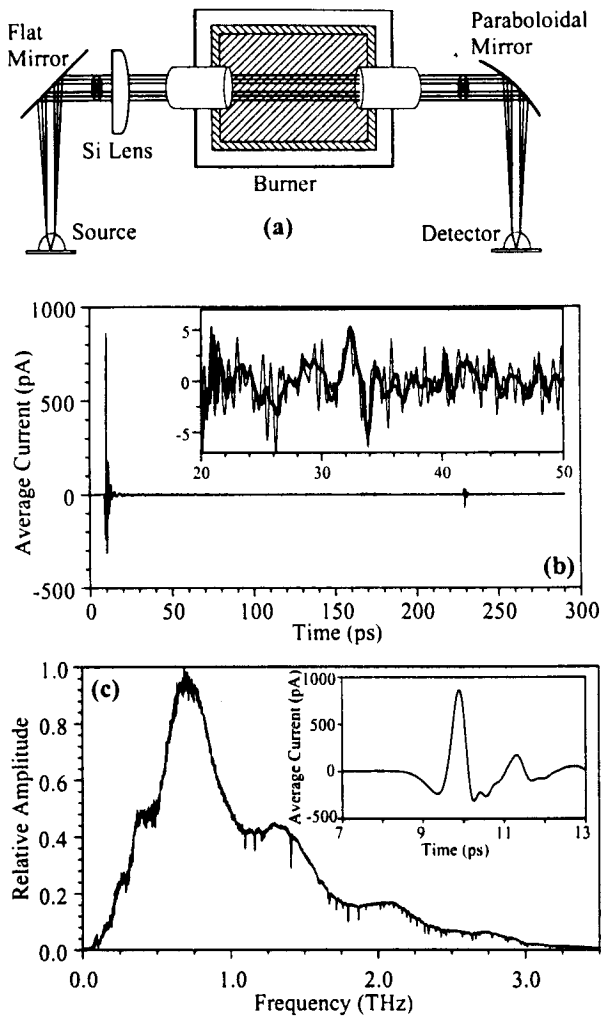 Flat
Mirror
Paraboloidal
Mirror
Si Lens
Burner
Source
(a)
Detector
1000
500
0
-500
Average Current (pA)
5
0
-5
20
30
40
50
(b)
0
50
100
150
200
250
300
Time (ps)
1.0
0.8
0.6
0.4
0.2
0.0
Relative Amplitude
(c)
1000
500
0
-500
Average Current (pA)
7
9
11
13
Time (ps)
0.0
1.0
2.0
3.0
Frequency (THz)